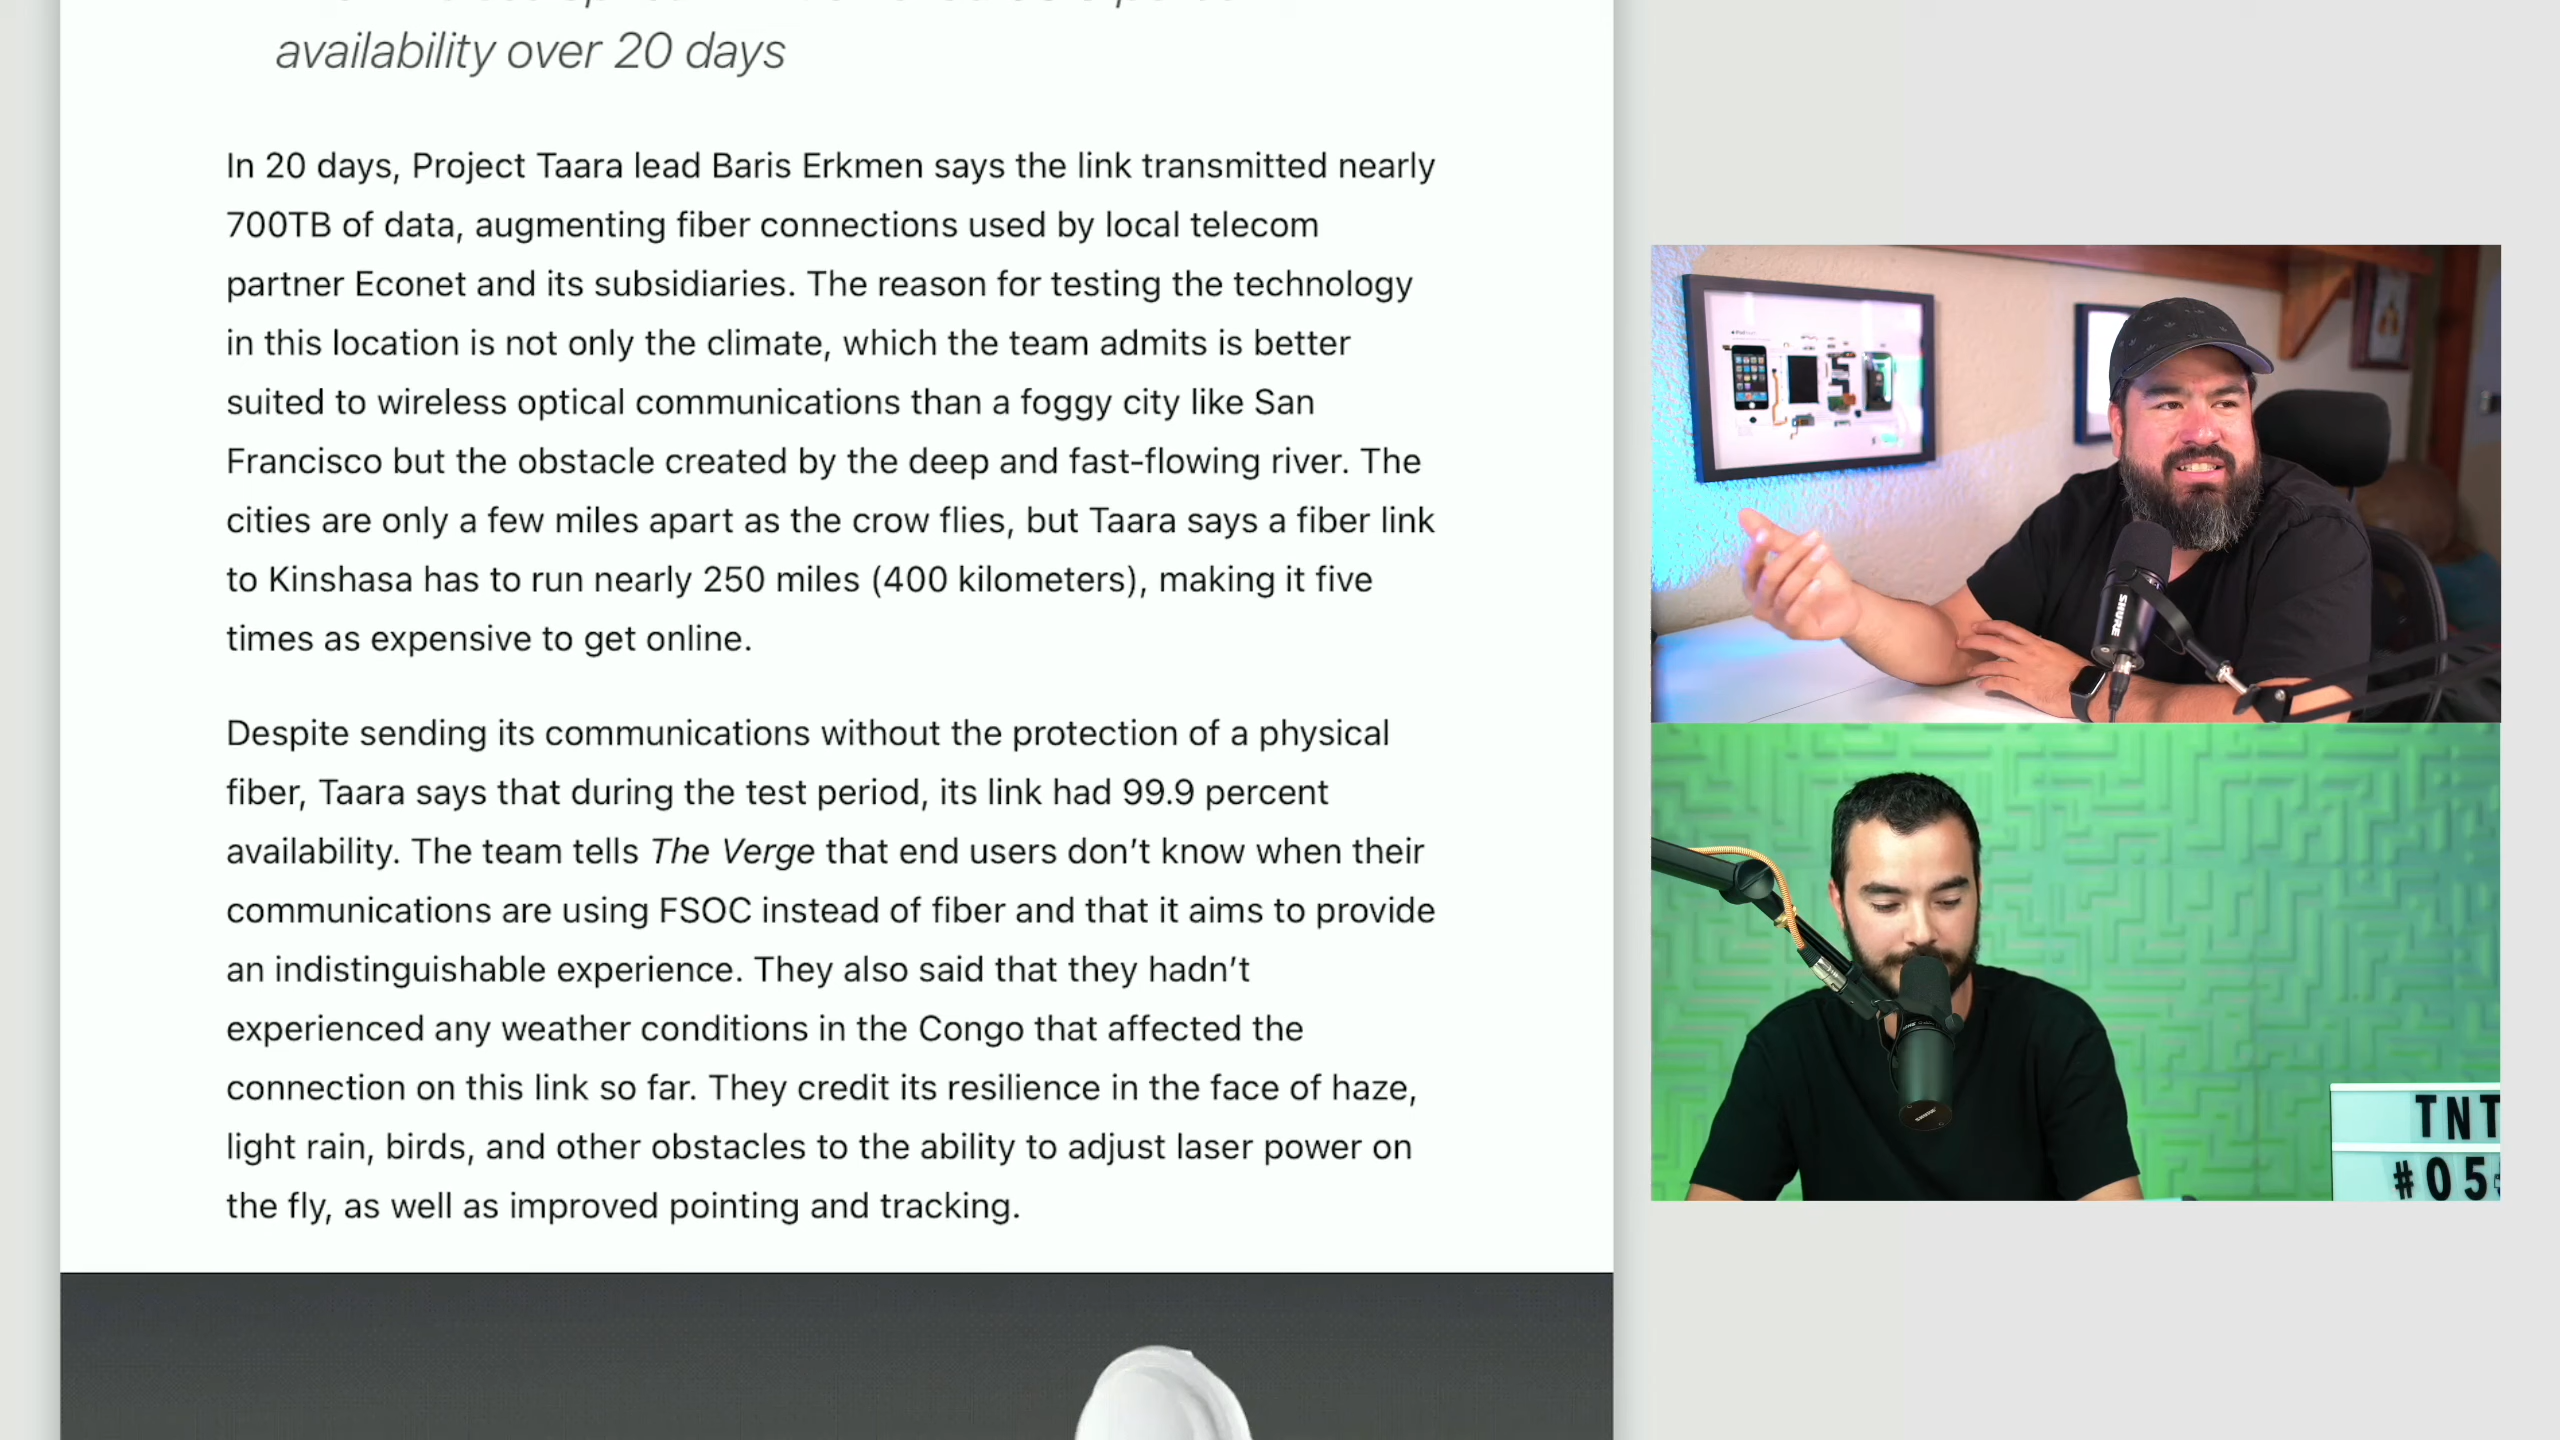 availability over 20 days
In 20 days, Project Taara lead Baris Erkmen says the link transmitted nearly
700TB of data, augmenting fiber connections used by local telecom
partner Econet and its subsidiaries. The reason for testing the technology
in this location is not only the climate, which the team admits is better
suited to wireless optical communications than a foggy city like San
Francisco but the obstacle created by the deep and fast-flowing river. The
cities are only a few miles apart as the crow flies, but Taara says a fiber link
to Kinshasa has to run nearly 250 miles (400 kilometers), making it five
times as expensive to get online.
Despite sending its communications without the protection of a physical
fiber, Taara says that during the test period, its link had 99.9 percent
availability. The team tells The Verge that end users don’t know when their
communications are using FSOC instead of fiber and that it aims to provide
an indistinguishable experience. They also said that they hadn’t
experienced any weather conditions in the Congo that affected the
connection on this link so far. They credit its resilience in the face of haze,
light rain, birds, and other obstacles to the ability to adjust laser power on
the fly, as well as improved pointing and tracking.
SHURE
TNT
#05